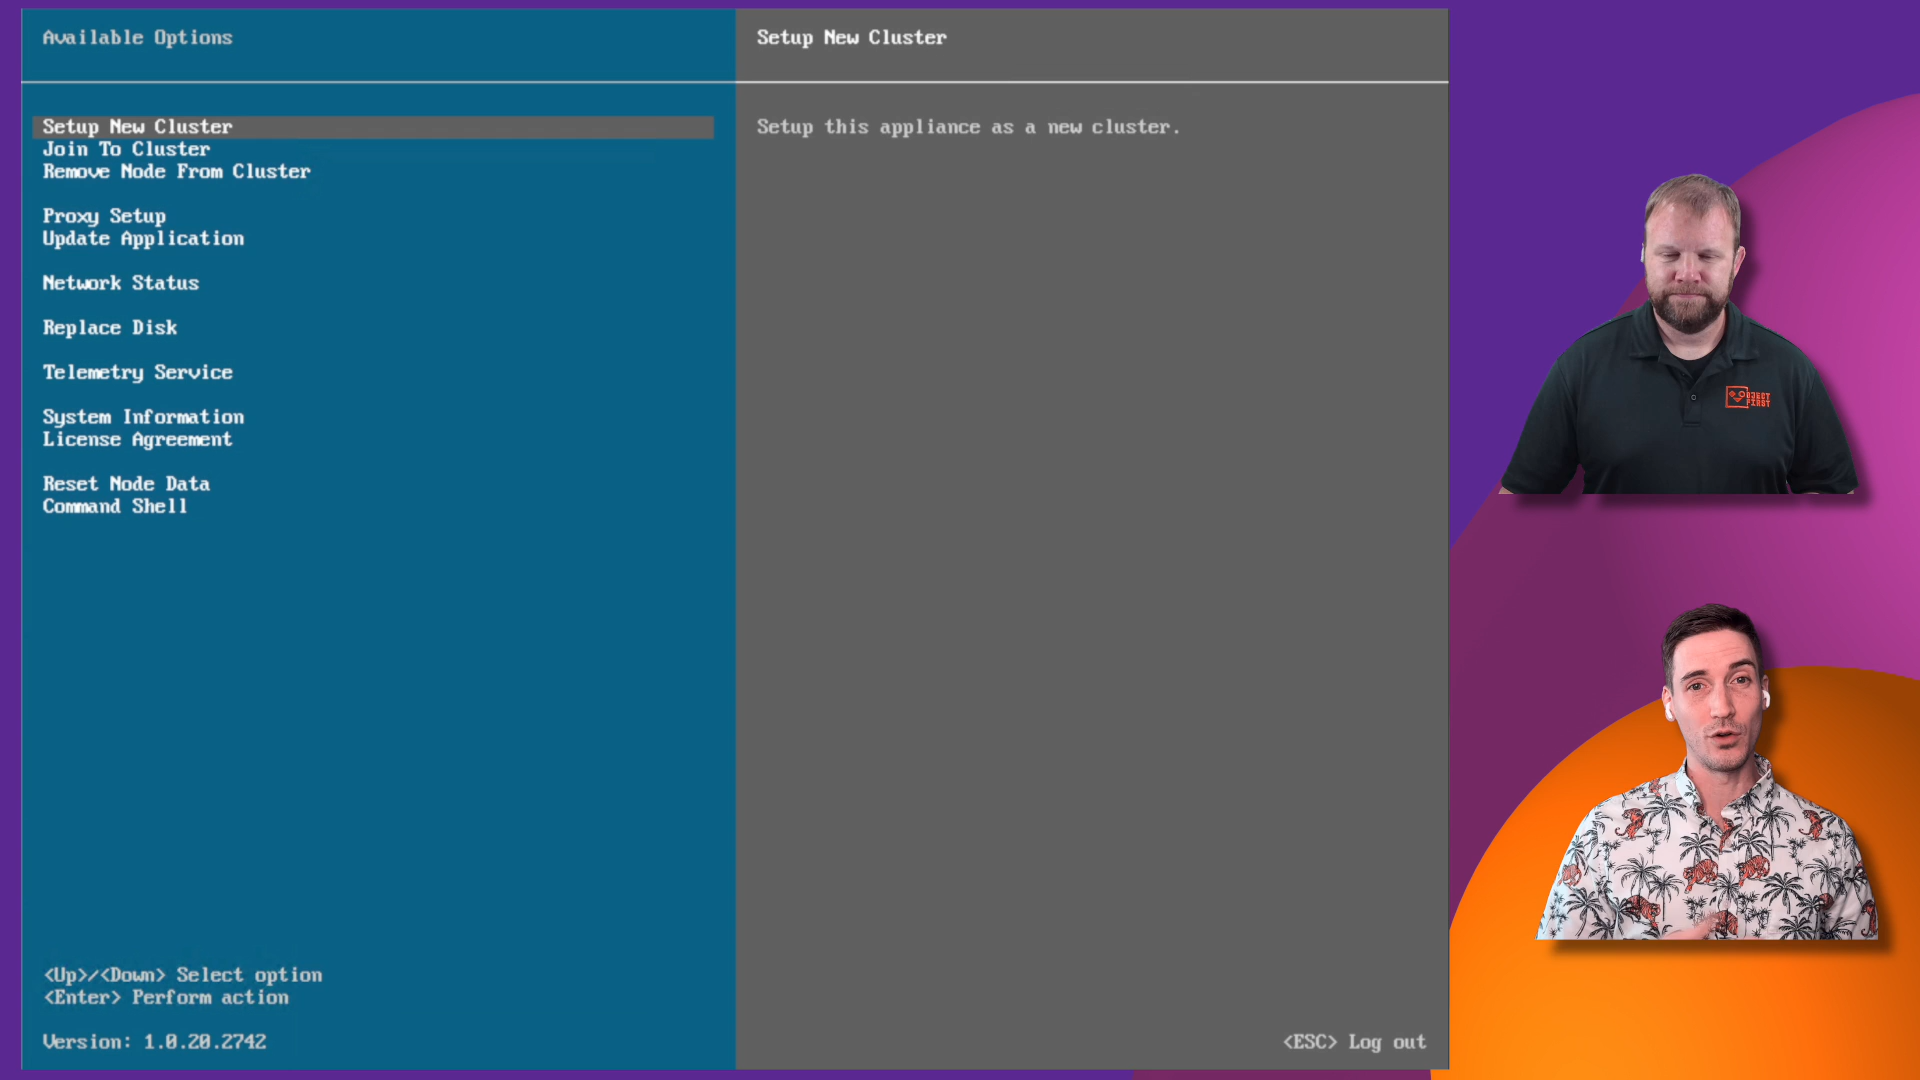 Available Options
Setup New Cluster
Join To Cluster
Remove Node From Cluster
Proxy Setup
Update Application
Network Status
Replace Disk
Telemetry Service
System Information
License Agreement
Reset Node Data
Command Shell
<Up>/<Down> Select option
<Enter> Perform action
Version: 1.0.20.2742
Setup New Cluster
Setup this appliance as a new cluster.
<ESC> Log out
OBJECT
FIRST